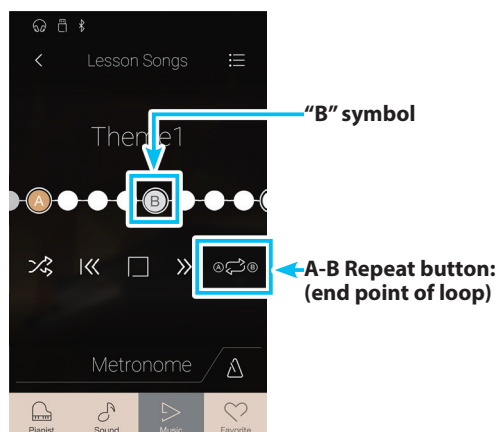 Lesson Songs
"B" symbol
Theme1
A
B
A B
A-B Repeat button:
(end point of loop)
Metronome
Pianist Sound Music Favorite